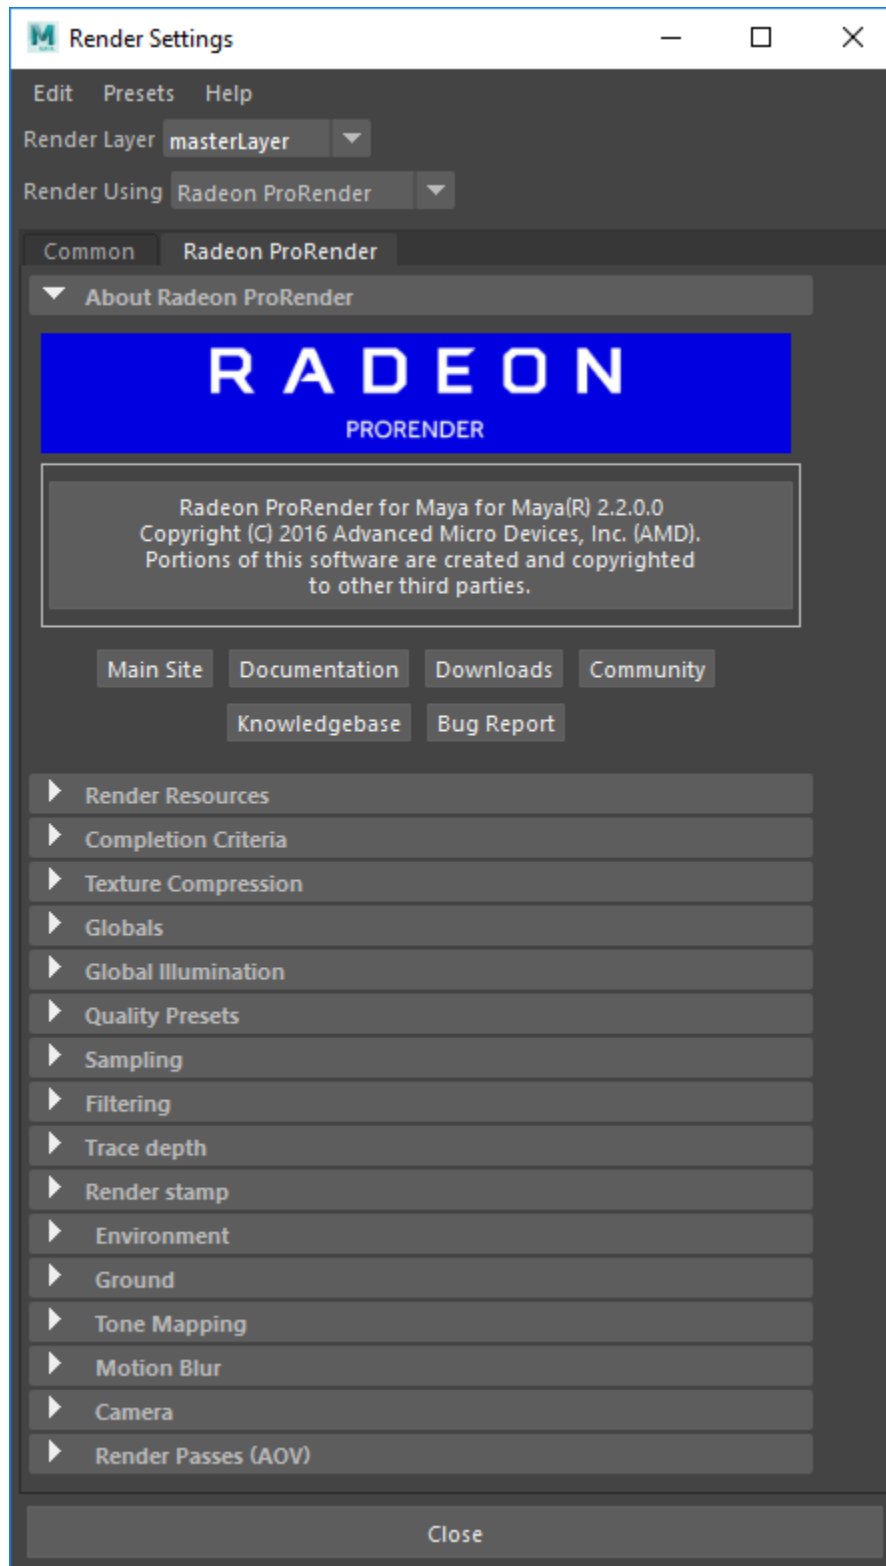 Render Settings
Edit Presets Help
Render Layer masterLayer
Render Using Radeon ProRender
Common Radeon ProRender
About Radeon ProRender
RADEON
PRORENDER
Radeon ProRender for Maya for Maya(R) 2.2.0.0
Copyright (C) 2016 Advanced Micro Devices, Inc. (AMD).
Portions of this software are created and copyrighted
to other third parties.
Main Site Documentation Downloads Community
Knowledgebase Bug Report
Render Resources
Completion Criteria
Texture Compression
Globals
Global Illumination
Quality Presets
Sampling
Filtering
Trace depth
Render stamp
Environment
Ground
Tone Mapping
Motion Blur
Camera
Render Passes (AOV)
Close